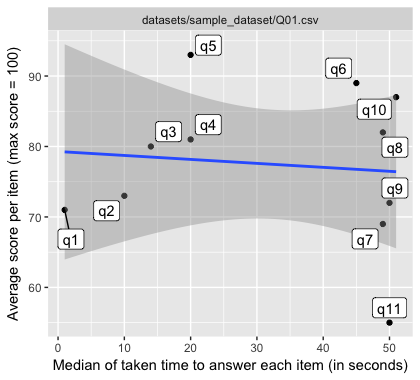 datasets/sample_dataset/Q01.csv
Average score per item (max score = 100)
90
80
70
60
q5
q6
q10
q3
q4
q8
q9
q2
q1
q7
q11
0
10
20
30
40
50
Median of taken time to answer each item (in seconds)